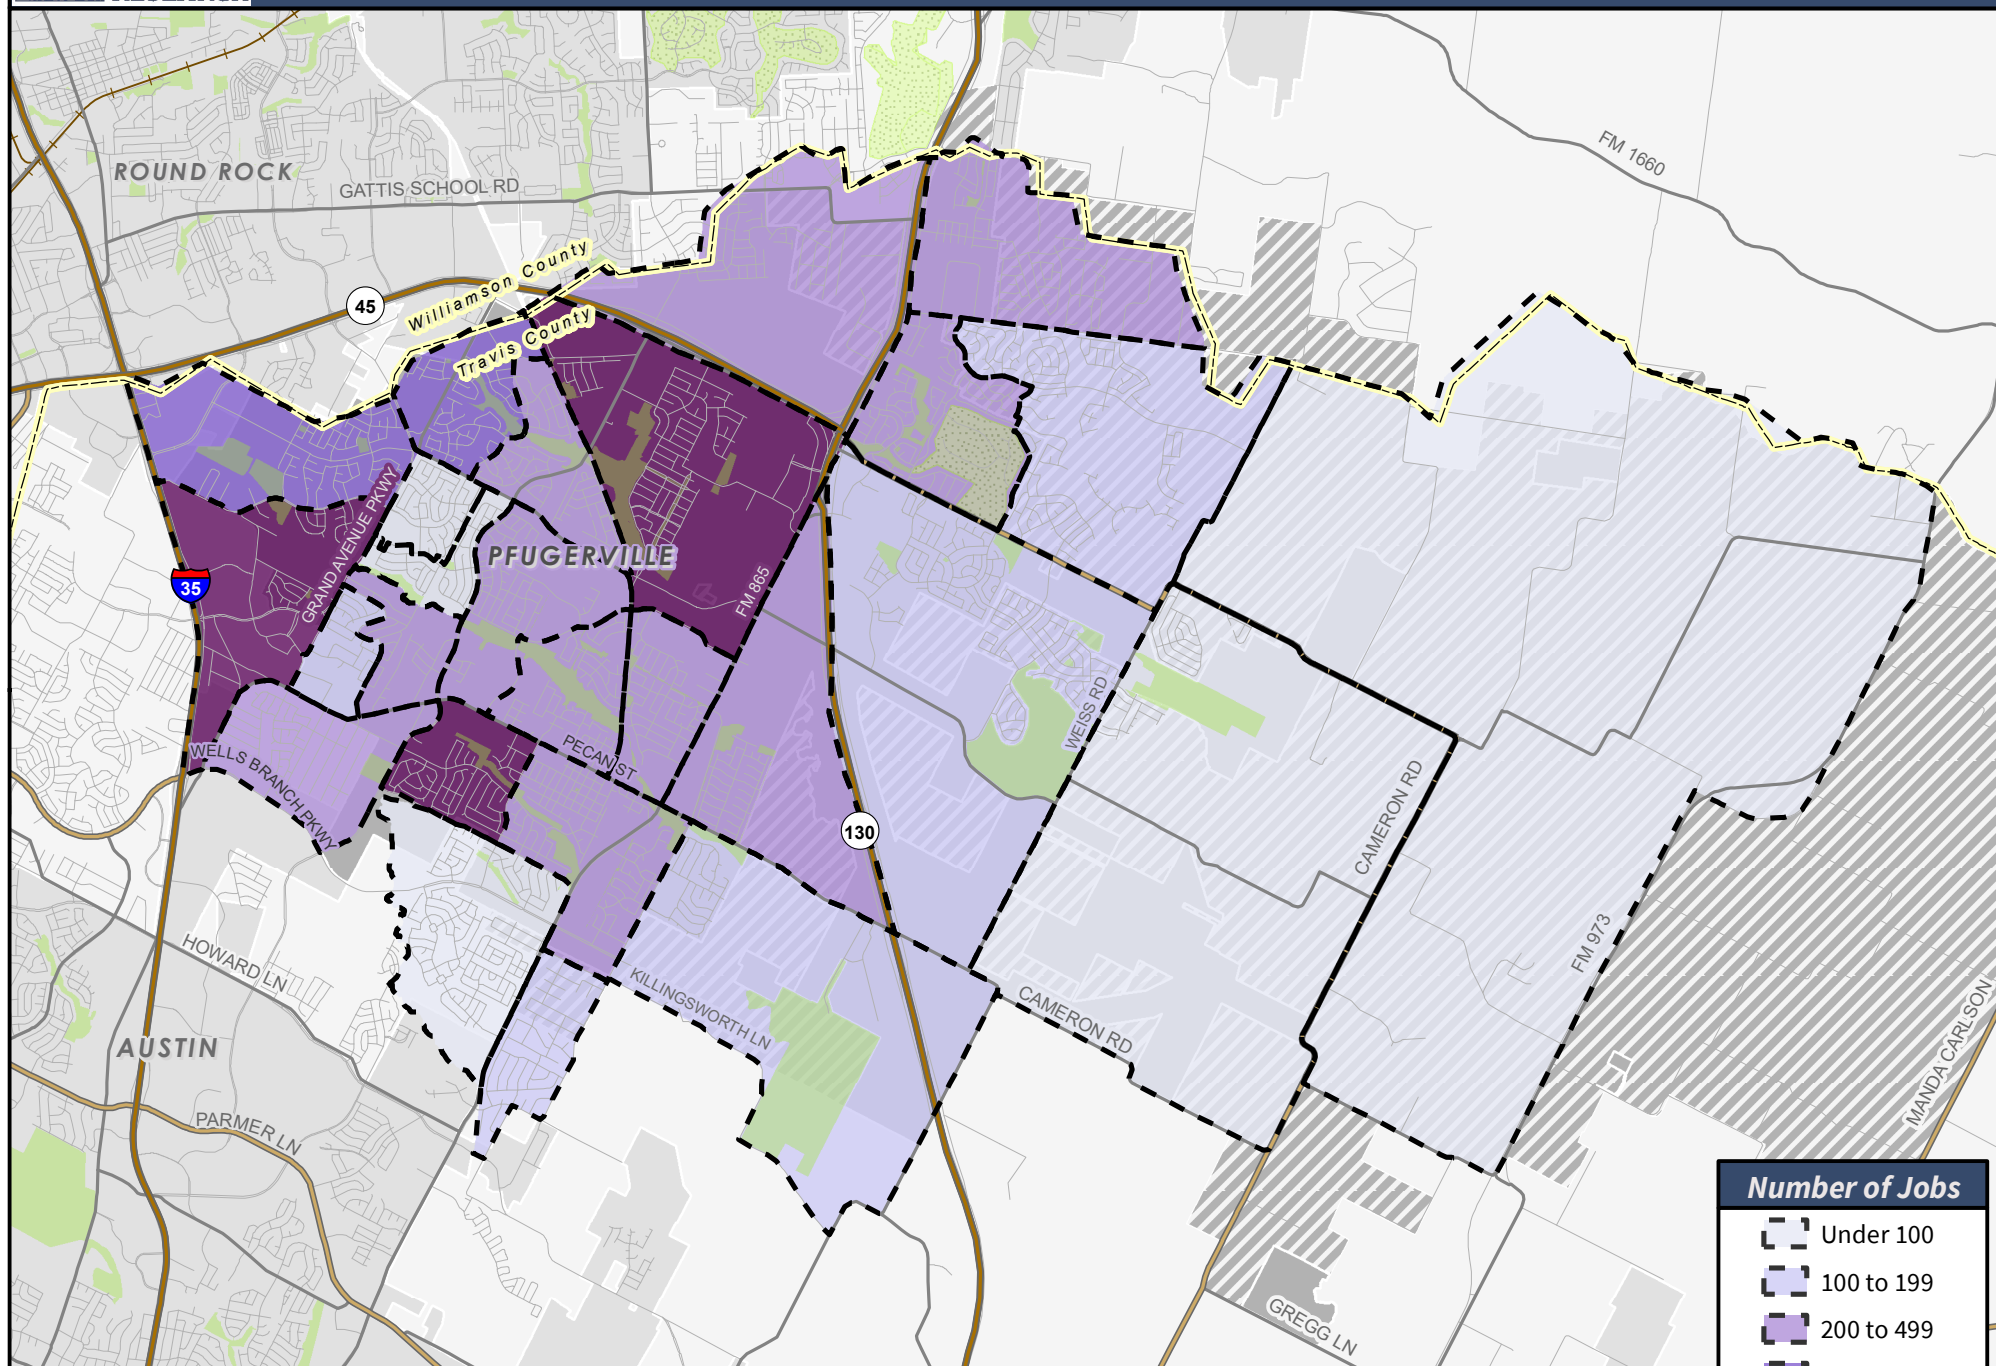 FM 1660
ROUND ROCK
GATTIS SCHOOL RD
Williamson County
45
Travis County
GRAND AVENUE PKWY
PFUGERVILLE
35
FM 865
WEISS RD
WELLS BRANCH PKWY
PECAN ST
130
CAMERON RD
FM 973
HOWARD LN
KILLINGSWORTH LN
CAMERON RD
MANDA CARLSON
AUSTIN
PARMER LN
Number of Jobs
Under 100
100 to 199
200 to 499
GREGG LN